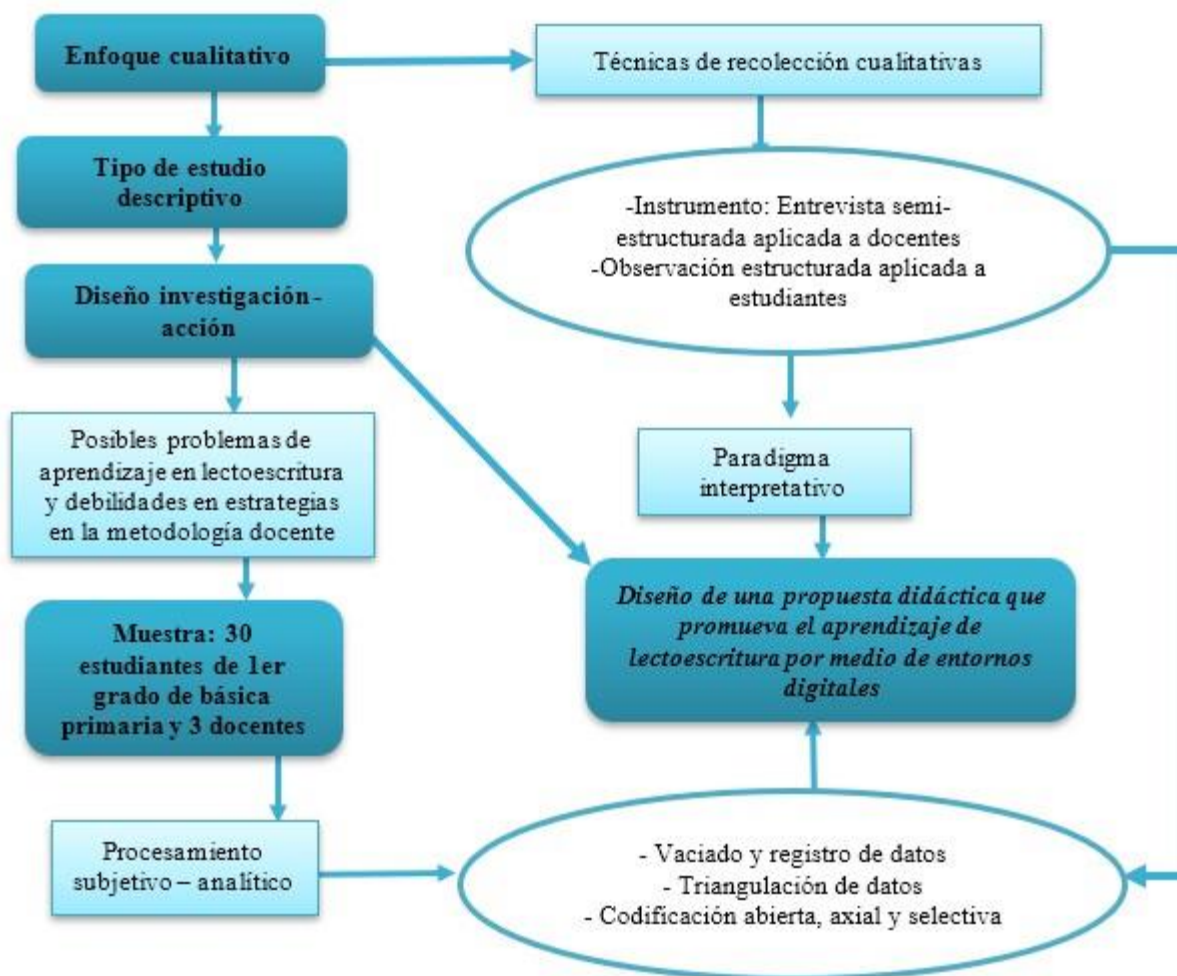 Enfoque cualitativo
Técnicas de recolección cualitativas
Tipo de estudio
descriptivo
-Instrumento: Entrevista semi-
estructurada aplicada a docentes
-Observación estructurada aplicada a
estudiantes
Diseño investigación-
acción
Posibles problemas de
aprendizaje en lectoescritura
y debilidades en estrategias
en la metodología docente
Paradigma
interpretativo
Diseño de una propuesta didáctica que
promueva el aprendizaje de
lectoescritura por medio de entornos
digitales
Muestra: 30
estudiantes de 1er
grado de básica
primaria y 3 docentes
Procesamiento
subjetivo – analítico
- Vaciado y registro de datos
- Triangulación de datos
- Codificación abierta, axial y selectiva